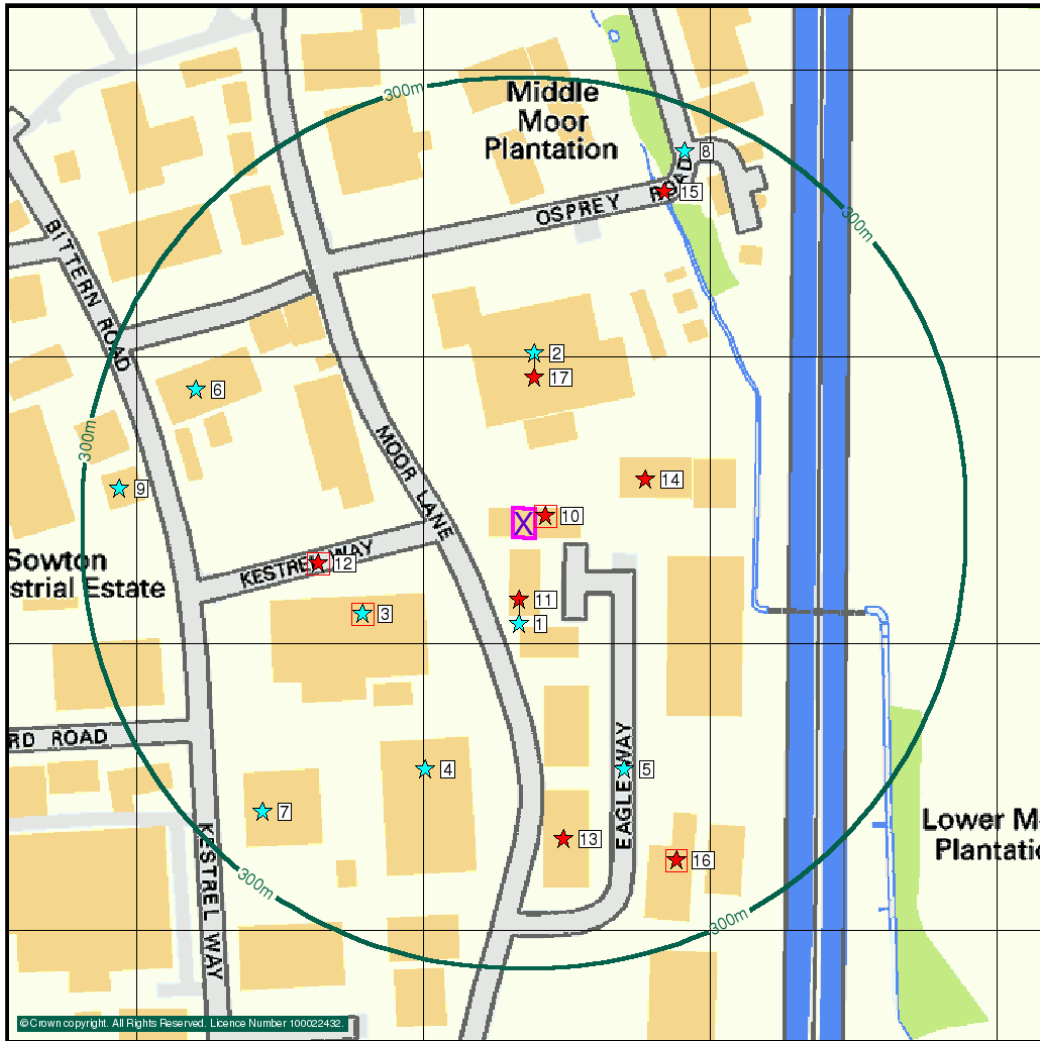 300m
Middle
Moor
Plantation
8
ROAD
15
OSPREY
300m
BITTERN ROAD
2
17
6
MOOR LANE
300m
14
9
10
Sowton
strial Estate
KESTREL WAY
12
3
11
1
RD ROAD
EAGLE WAY
4
5
7
13
Lower M
Plantatio
KESTREL WAY
16
300m
300m
© Crown copyright. All Rights Reserved. Licence Number 100022432.